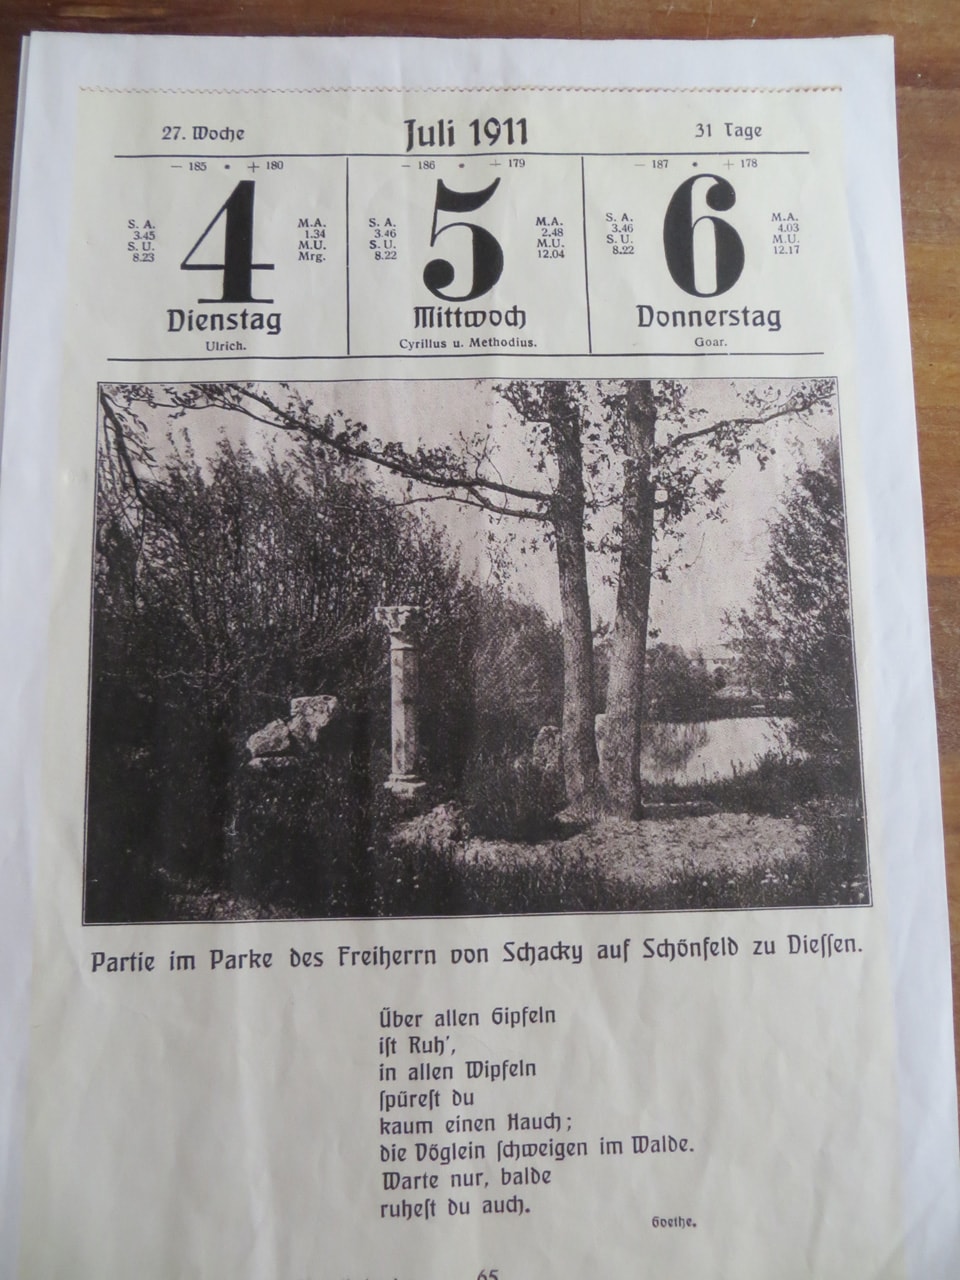 27. Woche Juli 1911 31 Tage
— 185 • + 180
S. A.
3.45
S. U.
8.23
4
M.A.
1.34
M.U.
Mrg.
Dienstag
Ulrich.
— 186 • + 179
S. A.
3.46
S. U.
8.22
5
M.A.
2.48
M.U.
12.04
Mittwoch
Cyrillus u. Methodius.
— 187 • + 178
S. A.
3.46
S. U.
8.22
6
M.A.
4.03
M.U.
12.17
Donnerstag
Goar.
Partie im Parke des Freiherrn von Schacky auf Schönfeld zu Dieſſen.
Über allen Gipfeln
iſt Ruh',
in allen Wipfeln
ſpüreſt du
kaum einen Hauch;
die Vöglein ſchweigen im Walde.
Warte nur, balde
ruheſt du auch.
Goethe.
65